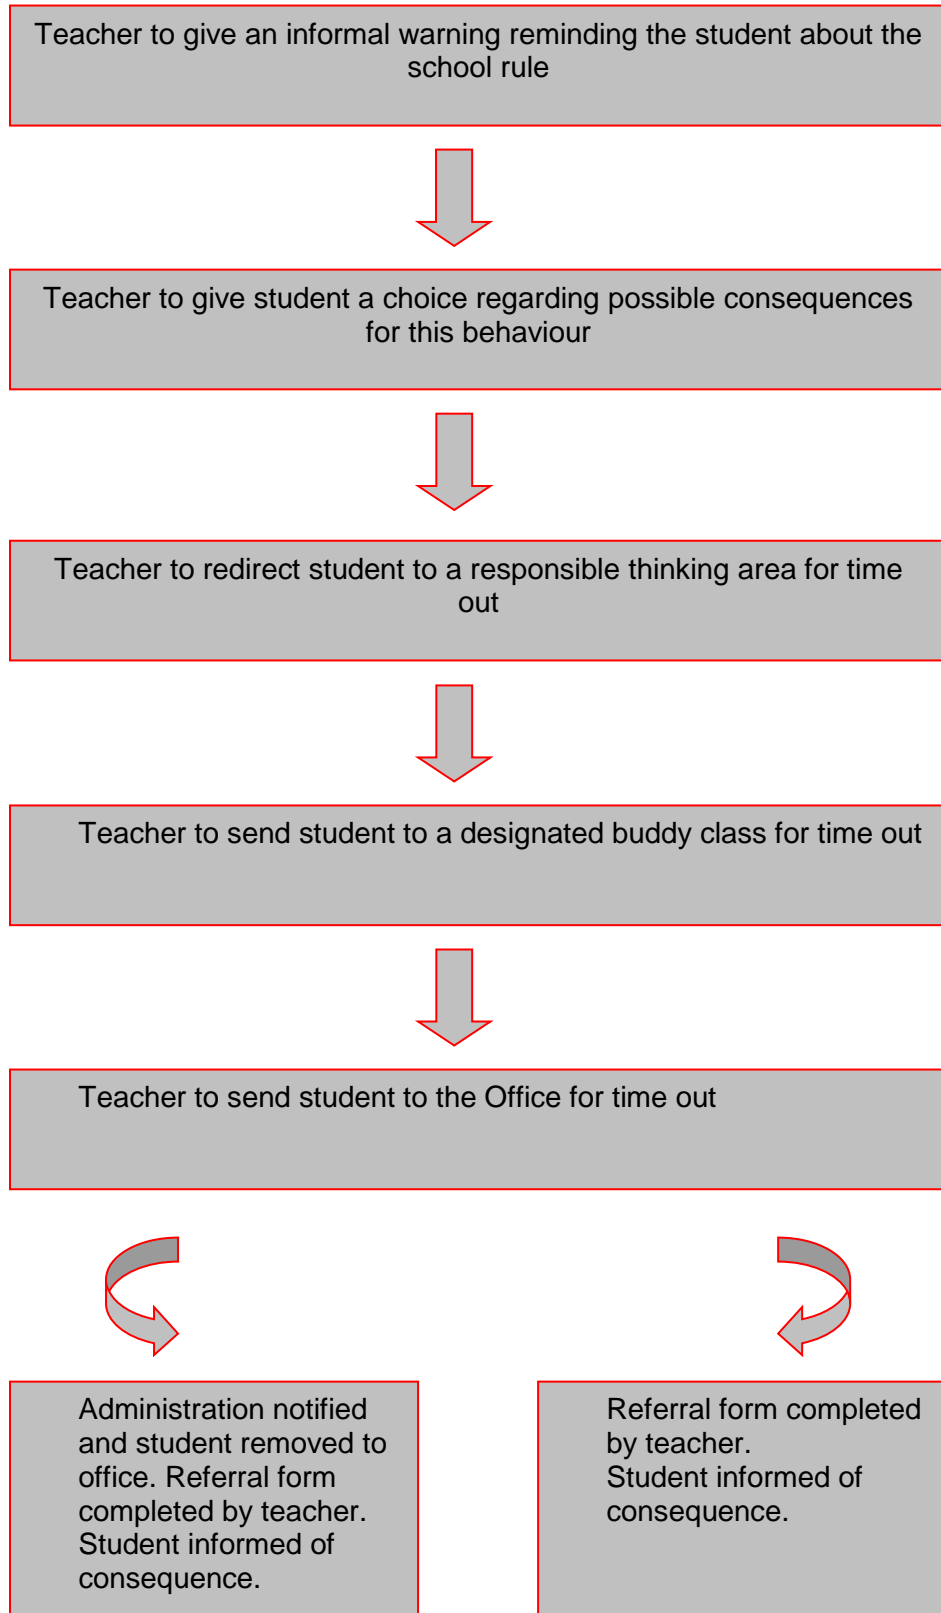 Teacher to give an informal warning reminding the student about the
school rule
Teacher to give student a choice regarding possible consequences
for this behaviour
Teacher to redirect student to a responsible thinking area for time
out
Teacher to send student to a designated buddy class for time out
Teacher to send student to the Office for time out
Administration notified
and student removed to
office. Referral form
completed by teacher.
Student informed of
consequence.
Referral form completed
by teacher.
Student informed of
consequence.